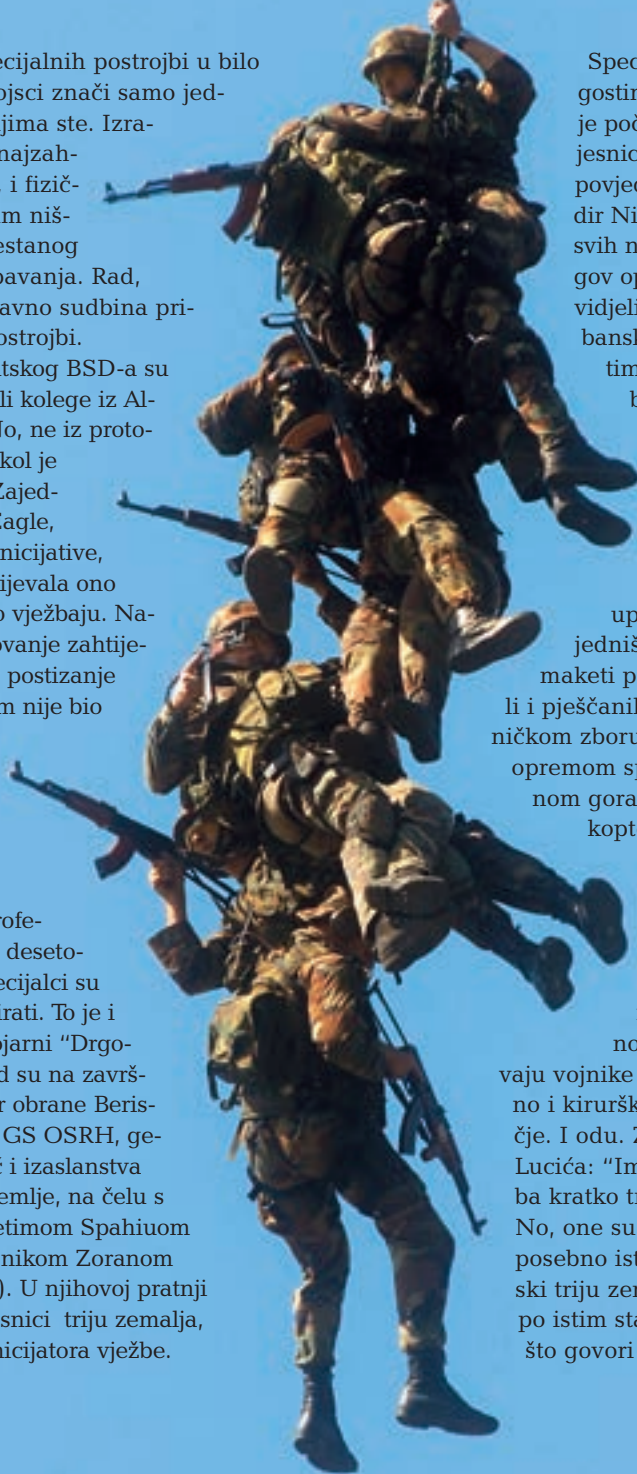 ecijalnih postrojbi u bilo
ojsci znači samo jed-
jima ste. Izra-
najzah-
i fizič-
m niš-
estanog
bavanja. Rad,
avno sudbina pri-
ostrojbi.
tskog BSD-a su
li kolege iz Al-
No, ne iz proto-
kol je
Zajed-
Eagle,
nicijative,
ijevala ono
o vježbaju. Na-
ovanje zahtije-
postizanje
m nije bio
rofe-
deseto-
ecijalci su
irati. To je i
ojarni “Drgo-
d su na završ-
r obrane Beris-
GS OSRH, ge-
ć i izaslanstva
emlje, na čelu s
etimom Spahiuom
nikom Zoranom
). U njihovoj pratnji
snici triju zemalja,
nicijatora vježbe.
Spec
gostin
je poč
jesnic
povjed
dir Ni
svih n
gov op
vidjeli
bansk
tim
b
up
jedniš
maketi p
li i pješčanik
ničkom zboru
opremom sp
nom gora
kopt
no
vaju vojnike
no i kiruršk
čje. I odu. Z
Lucića: “Im
ba kratko tr
No, one su
posebno ist
ski triju zen
po istim sta
što govori